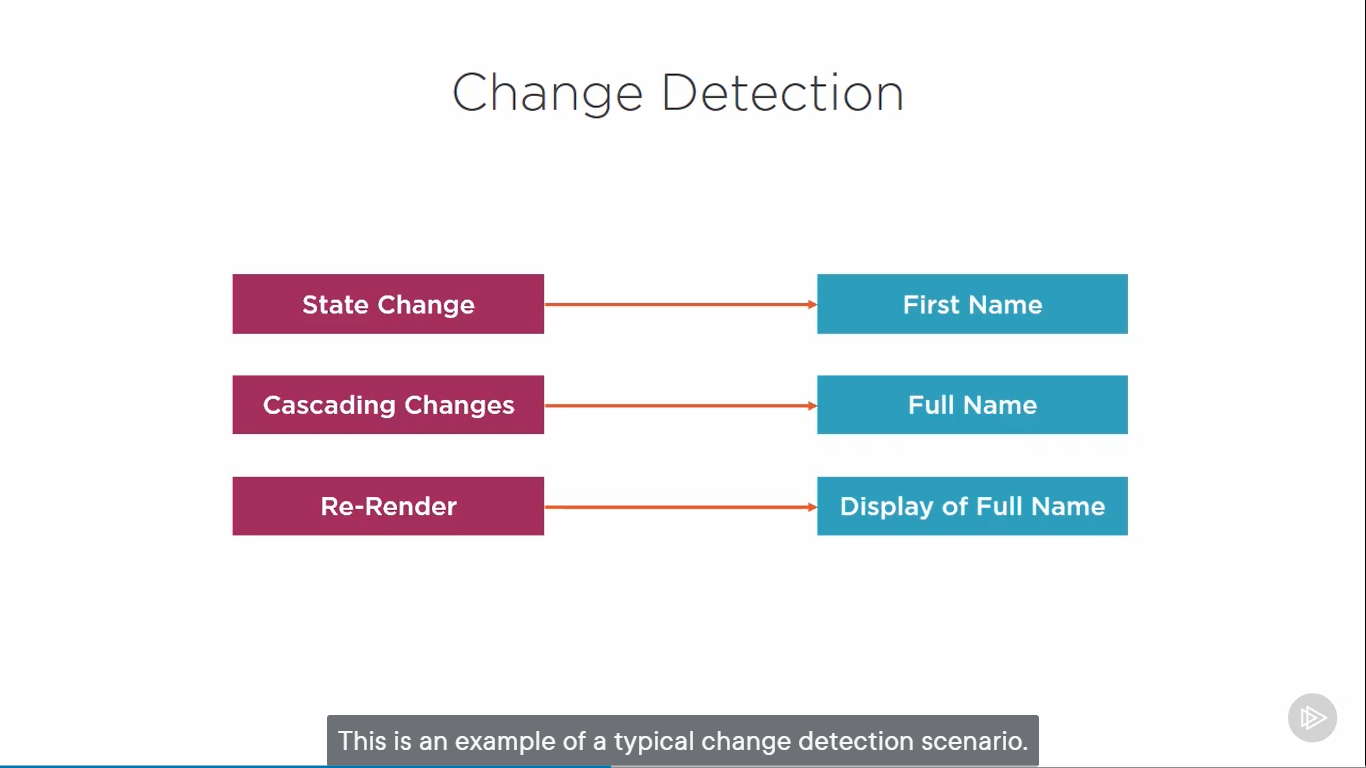 Change Detection
State Change
First Name
Cascading Changes
Full Name
Re-Render
Display of Full Name
This is an example of a typical change detection scenario.